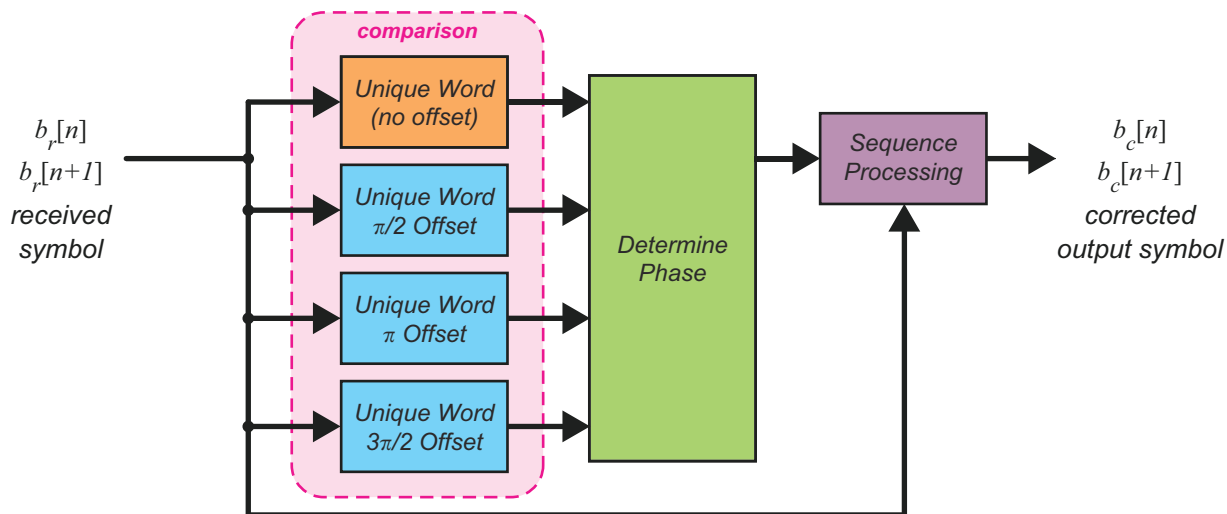 comparison
b_r[n]
b_r[n+1]
received
symbol
Unique Word
(no offset)
Unique Word
π/2 Offset
Unique Word
π Offset
Unique Word
3π/2 Offset
Determine
Phase
Sequence
Processing
b_c[n]
b_c[n+1]
corrected
output symbol